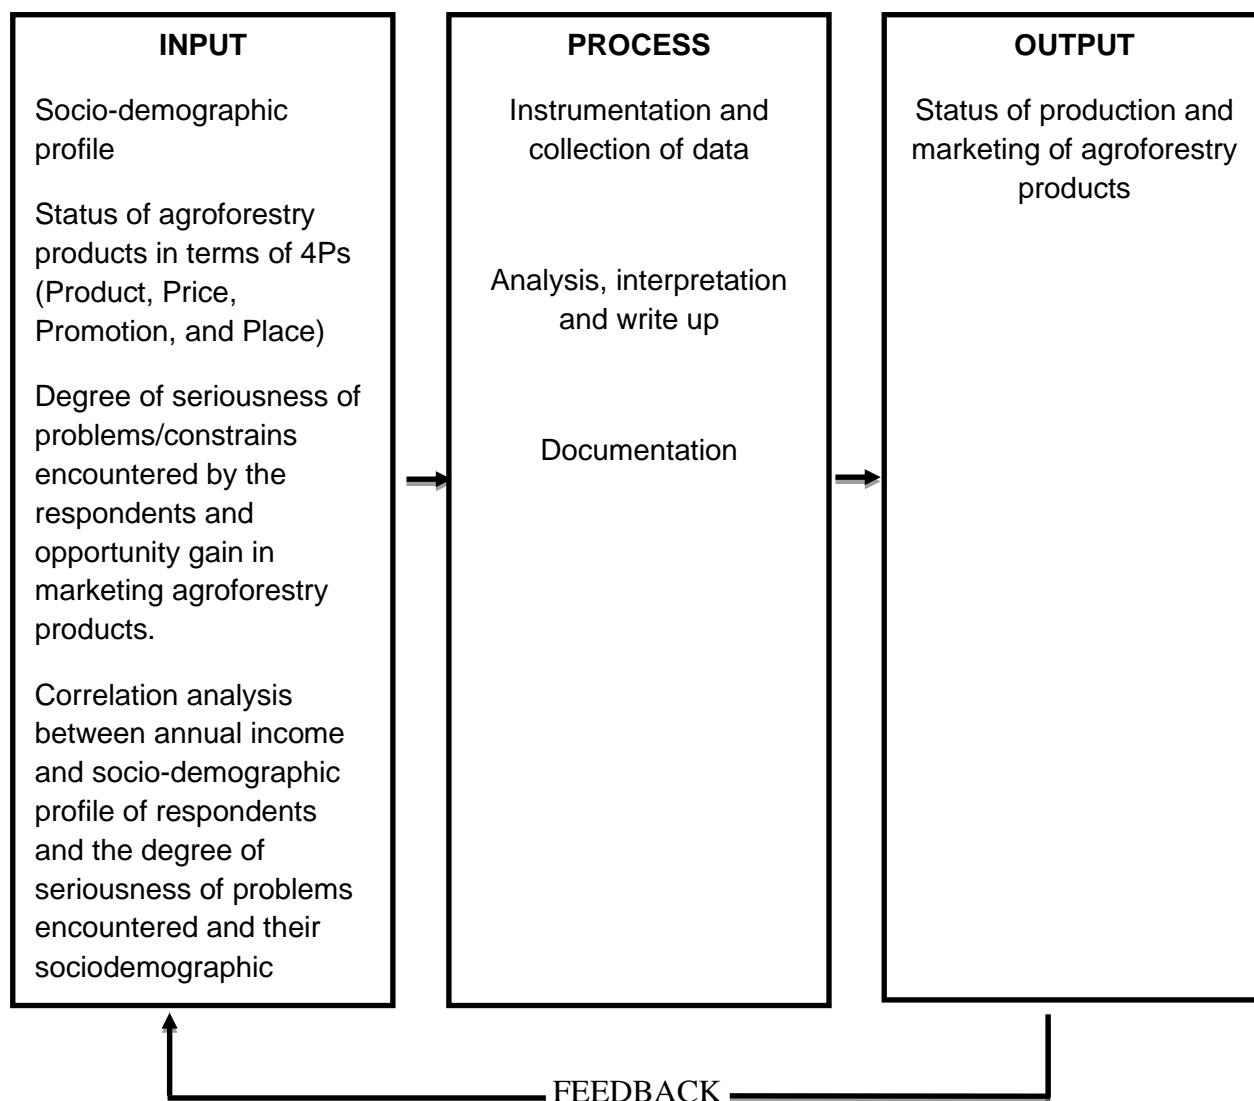 INPUT
Socio-demographic
profile
Status of agroforestry
products in terms of 4Ps
(Product, Price,
Promotion, and Place)
Degree of seriousness of
problems/constrains
encountered by the
respondents and
opportunity gain in
marketing agroforestry
products.
Correlation analysis
between annual income
and socio-demographic
profile of respondents
and the degree of
seriousness of problems
encountered and their
sociodemographic
PROCESS
Instrumentation and
collection of data
Analysis, interpretation
and write up
Documentation
OUTPUT
Status of production and
marketing of agroforestry
products
FEEDBACK